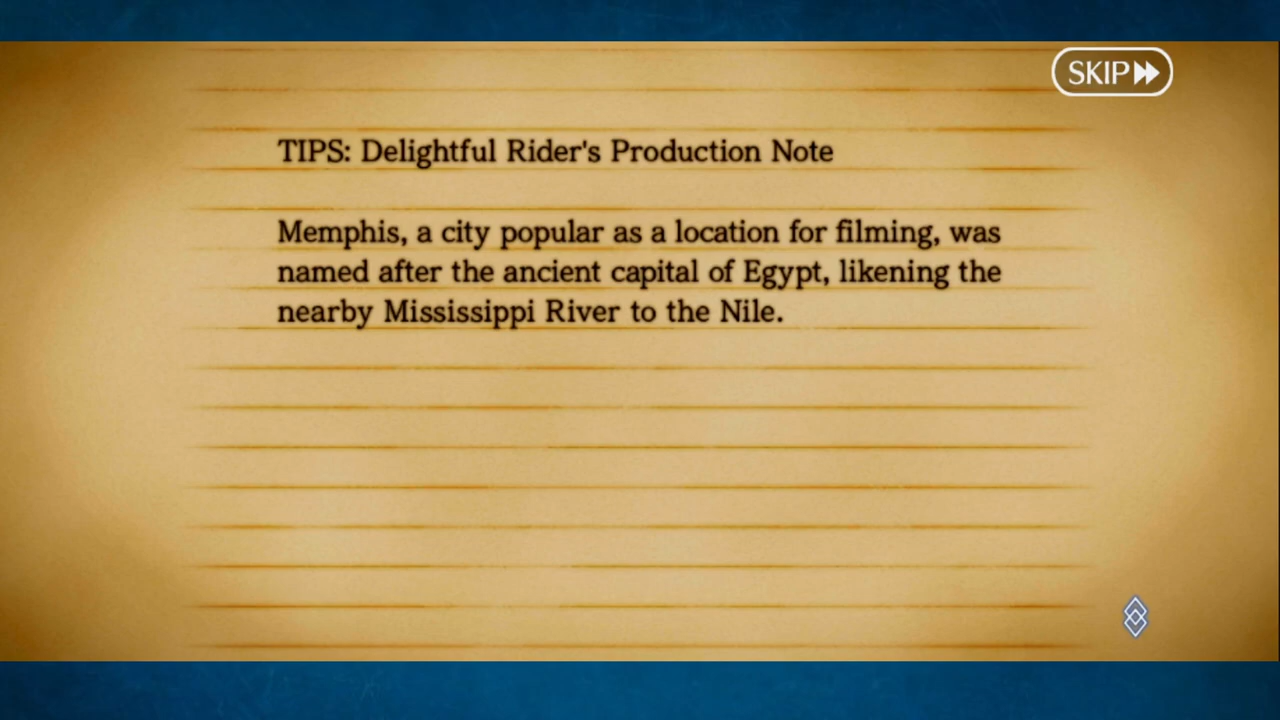 SKIP
TIPS: Delightful Rider's Production Note
Memphis, a city popular as a location for filming, was
named after the ancient capital of Egypt, likening the
nearby Mississippi River to the Nile.